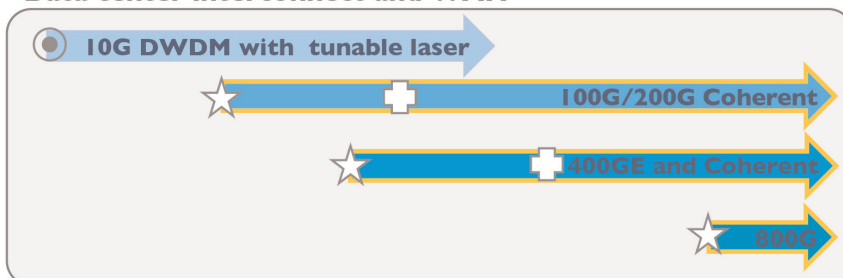 10G DWDM with tunable laser
100G/200G Coherent
400GE and Coherent
800G